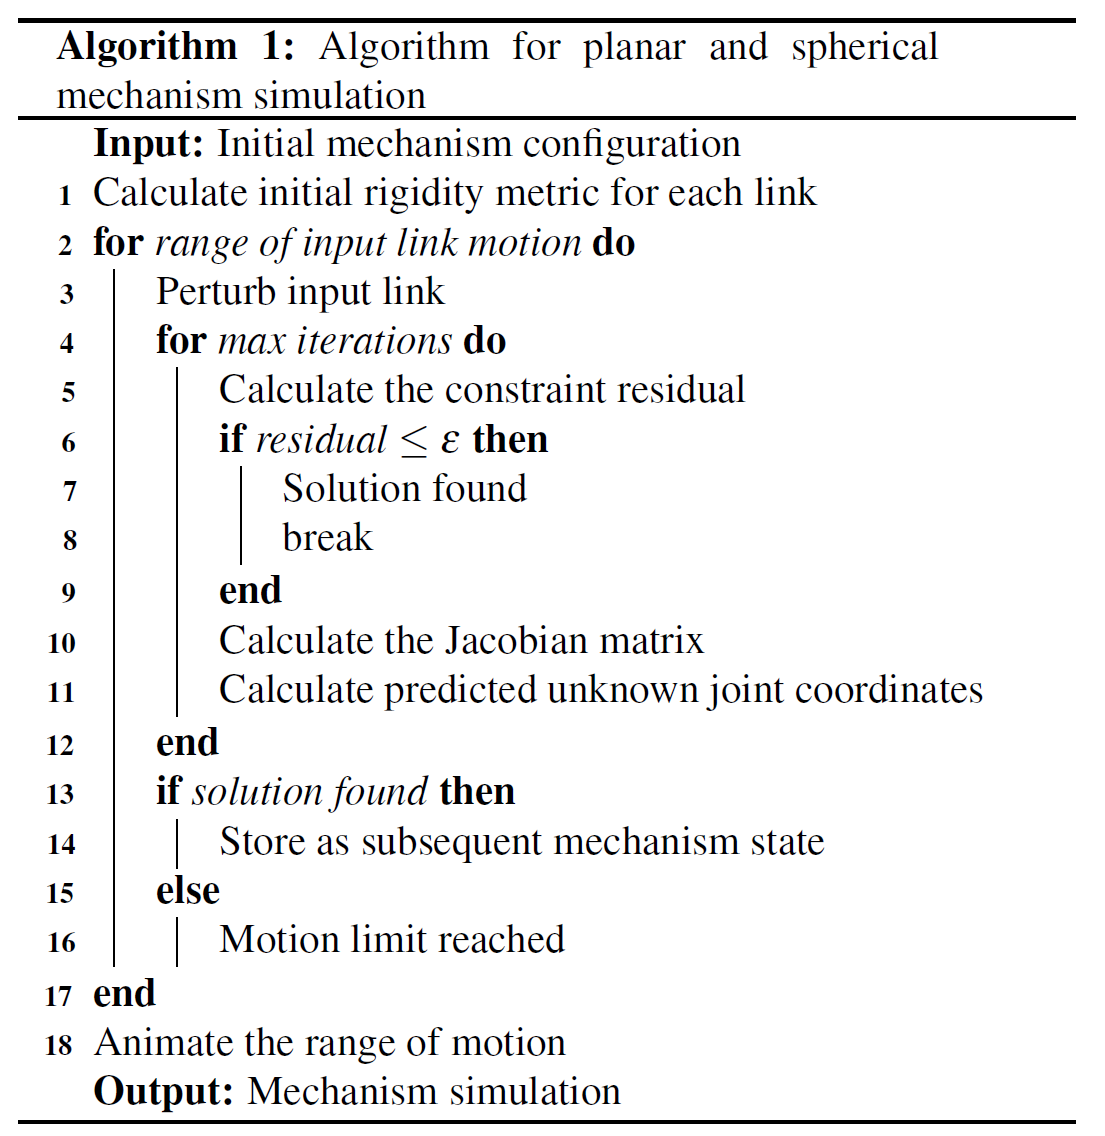 Algorithm 1: Algorithm for planar and spherical
mechanism simulation
Input: Initial mechanism configuration
1 Calculate initial rigidity metric for each link
2 for range of input link motion do
3 Perturb input link
4 for max iterations do
5 Calculate the constraint residual
6 if residual ≤ ε then
7 Solution found
8 break
9 end
10 Calculate the Jacobian matrix
11 Calculate predicted unknown joint coordinates
12 end
13 if solution found then
14 Store as subsequent mechanism state
15 else
16 Motion limit reached
17 end
18 Animate the range of motion
Output: Mechanism simulation